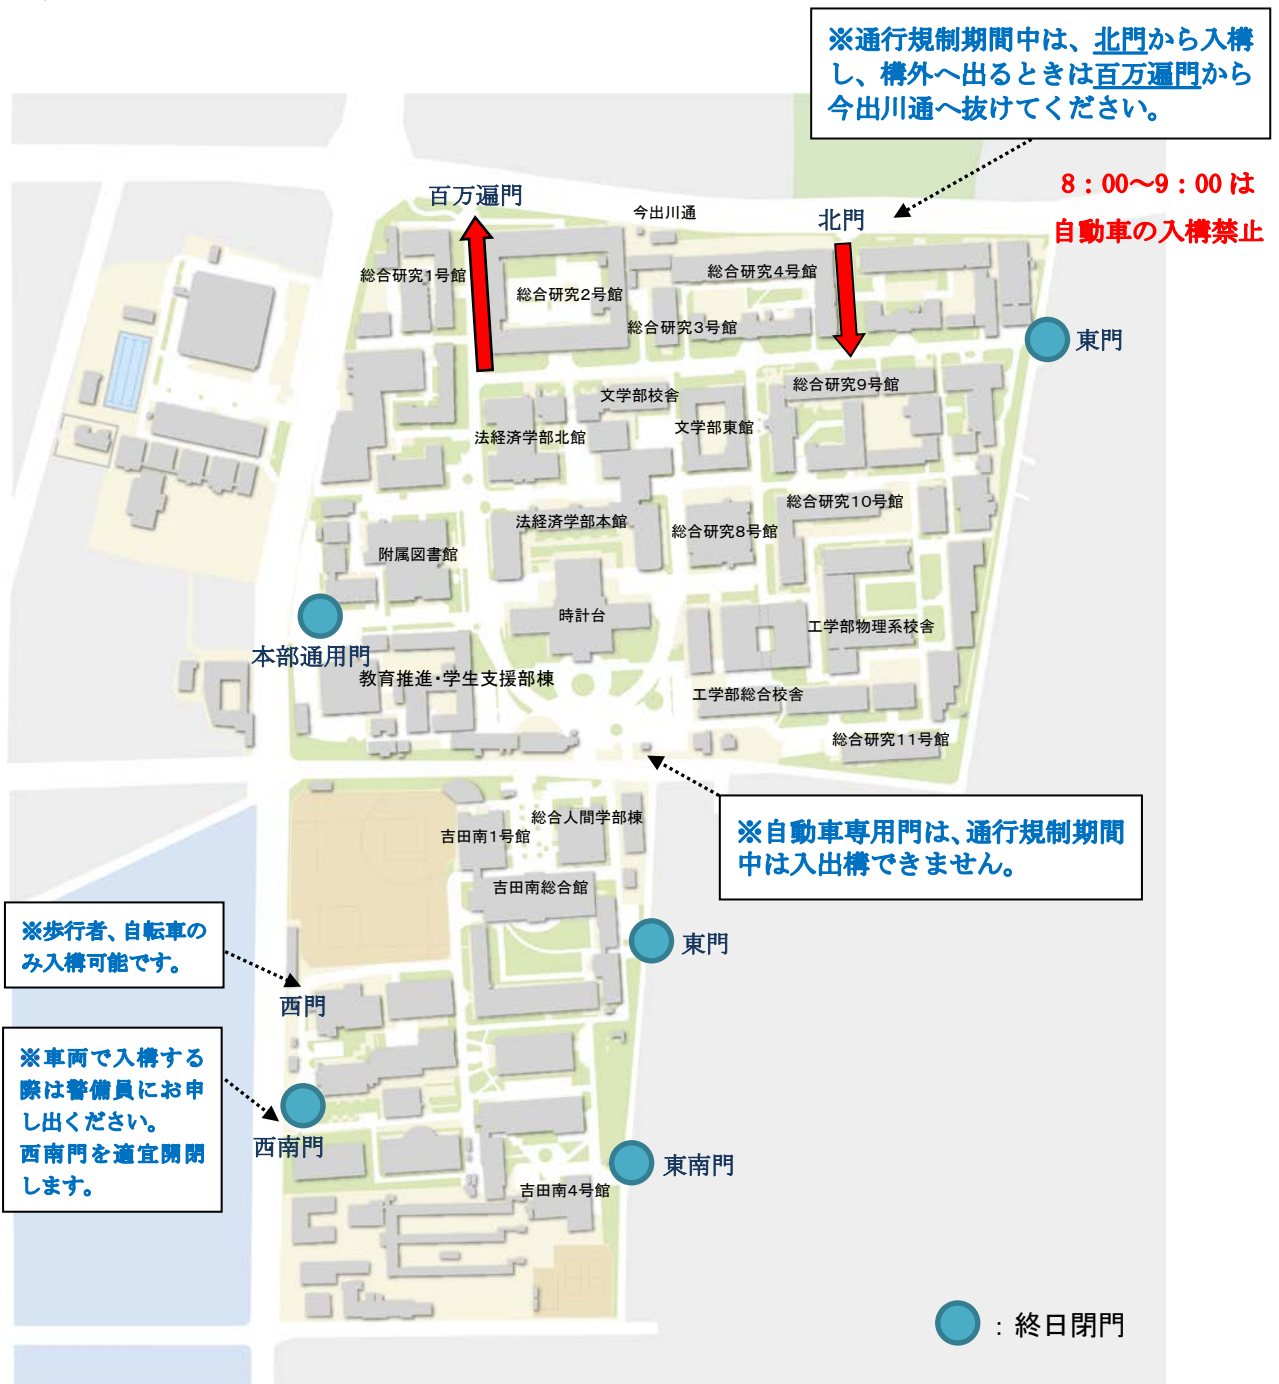 ※通行規制期間中は、北門から入構
し、構外へ出るときは百万遍門から
今出川通へ抜けてください。
8：00～9：00は
自動車の入構禁止
百万遍門
今出川通
北門
総合研究1号館
総合研究2号館
総合研究4号館
総合研究3号館
東門
総合研究9号館
文学部校舎
文学部東館
法経済学部北館
総合研究10号館
法経済学部本館
総合研究8号館
附属図書館
時計台
工学部物理系校舎
本部通用門
教育推進・学生支援部棟
工学部総合校舎
総合研究11号館
※自動車専用門は、通行規制期間
中は入出構できません。
総合人間学部棟
吉田南1号館
吉田南総合館
※歩行者、自転車の
み入構可能です。
東門
西門
※車両で入構する
際は警備員にお申
し出ください。
西南門を適宜開閉
します。
西南門
東南門
吉田南4号館
：終日閉門